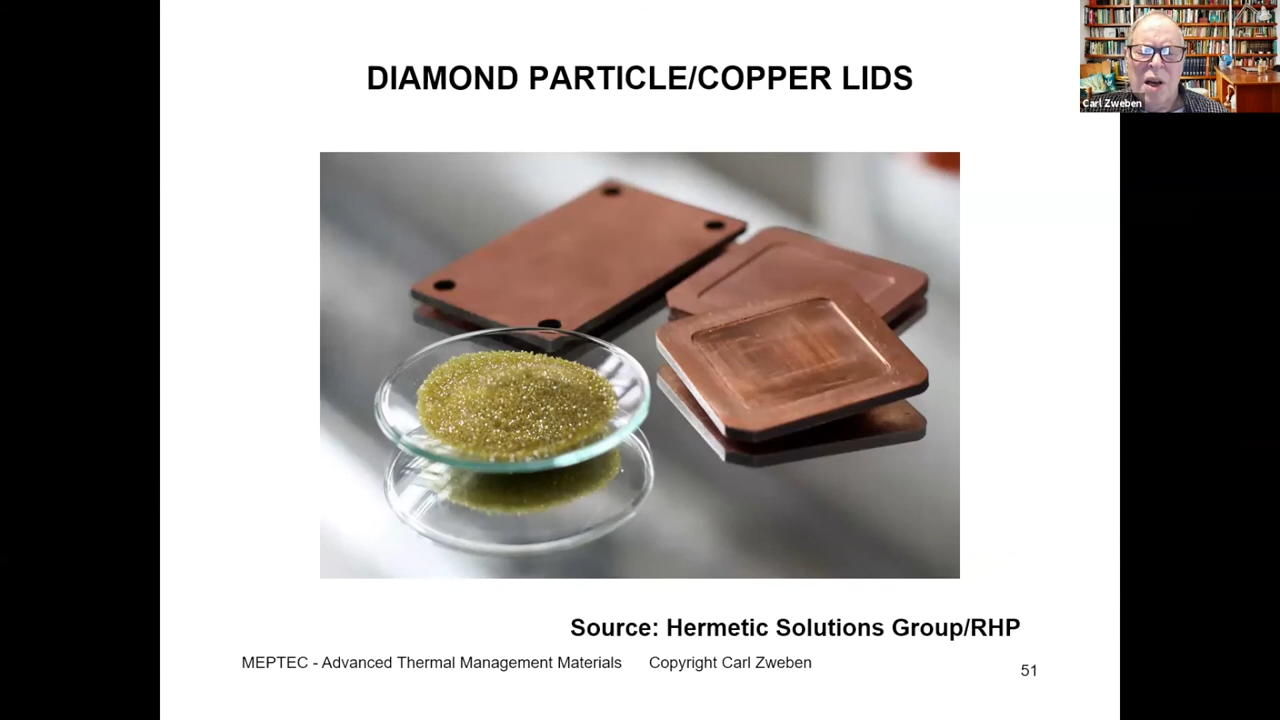 DIAMOND PARTICLE/COPPER LIDS
Carl Zweben
Source: Hermetic Solutions Group/RHP
MEPTEC - Advanced Thermal Management Materials Copyright Carl Zweben
51